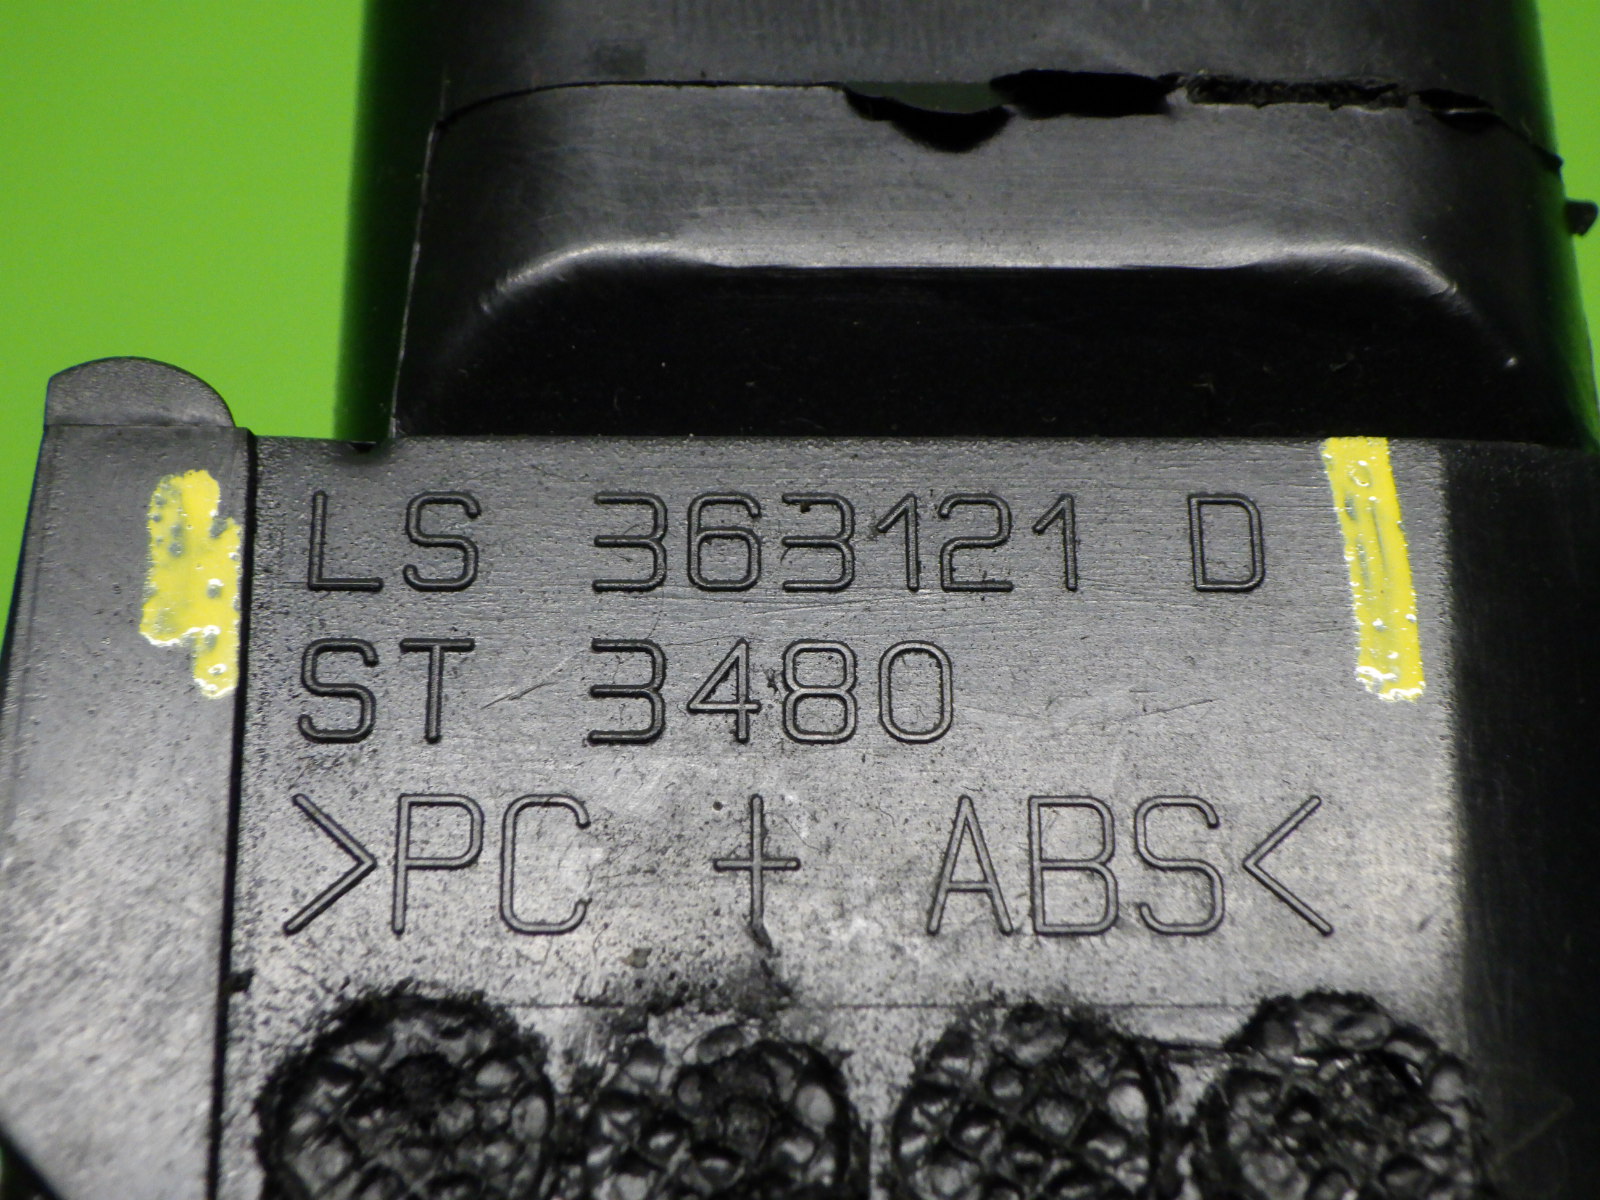 LS 363121 D
ST 3480
>PC + ABS<